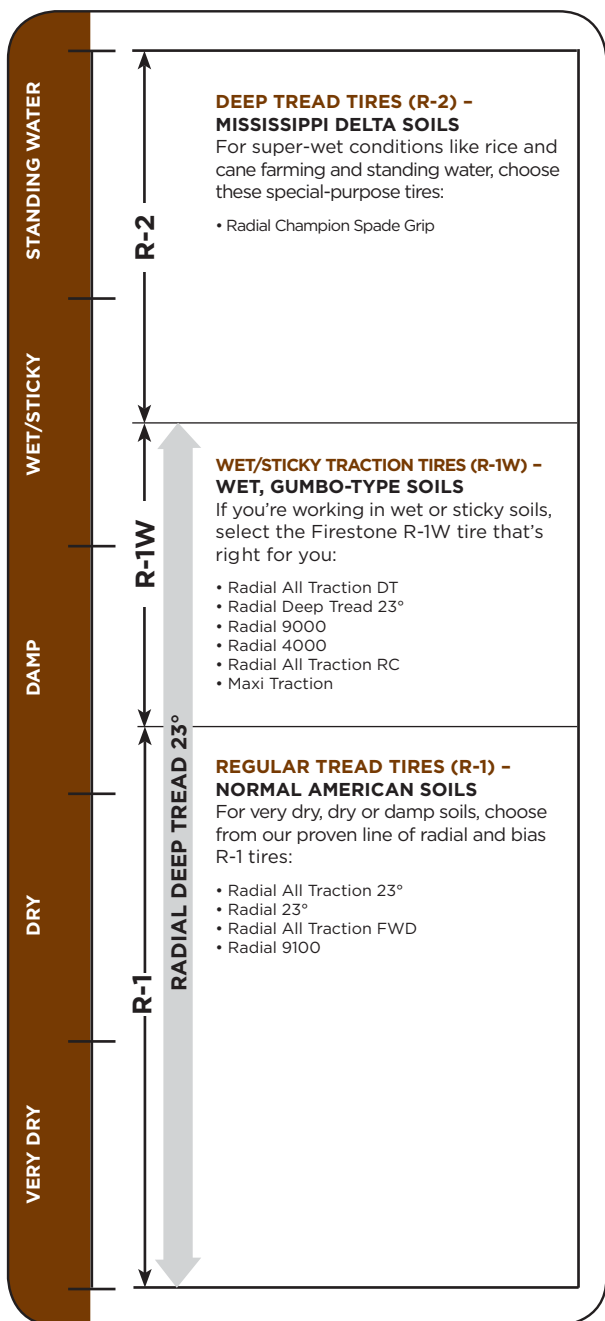 STANDING WATER
WET/STICKY
DAMP
DRY
VERY DRY
R-2
R-1W
R-1
RADIAL DEEP TREAD 23°
DEEP TREAD TIRES (R-2) –
MISSISSIPPI DELTA SOILS
For super-wet conditions like rice and
cane farming and standing water, choose
these special-purpose tires:
• Radial Champion Spade Grip
WET/STICKY TRACTION TIRES (R-1W) –
WET, GUMBO-TYPE SOILS
If you’re working in wet or sticky soils,
select the Firestone R-1W tire that’s
right for you:
• Radial All Traction DT
• Radial Deep Tread 23°
• Radial 9000
• Radial 4000
• Radial All Traction RC
• Maxi Traction
REGULAR TREAD TIRES (R-1) –
NORMAL AMERICAN SOILS
For very dry, dry or damp soils, choose
from our proven line of radial and bias
R-1 tires:
• Radial All Traction 23°
• Radial 23°
• Radial All Traction FWD
• Radial 9100